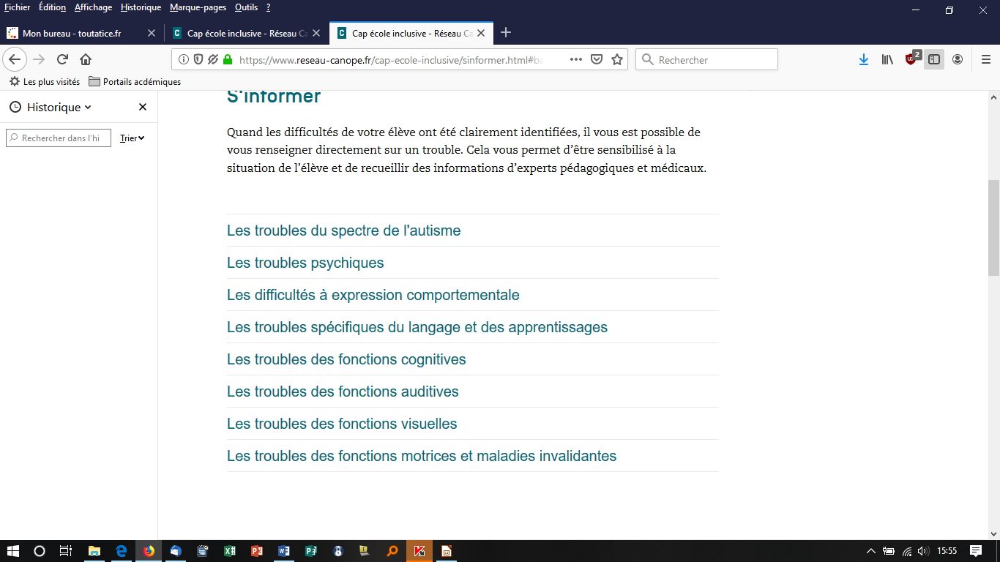 Fichier Édition Affichage Historique Marque-pages Outils ?
Mon bureau - toutatice.fr
Cap école inclusive - Réseau Ca
Cap école inclusive - Réseau Ca
https://www.reseau-canope.fr/cap-ecole-inclusive/sinformer.html#ba
Rechercher
2
Les plus visités
Portails acdémiques
Historique
Rechercher dans l'hi
Trier
S'informer
Quand les difficultés de votre élève ont été clairement identifiées, il vous est possible de
vous renseigner directement sur un trouble. Cela vous permet d'être sensibilisé à la
situation de l'élève et de recueillir des informations d'experts pédagogiques et médicaux.
Les troubles du spectre de l'autisme
Les troubles psychiques
Les difficultés à expression comportementale
Les troubles spécifiques du langage et des apprentissages
Les troubles des fonctions cognitives
Les troubles des fonctions auditives
Les troubles des fonctions visuelles
Les troubles des fonctions motrices et maladies invalidantes
15:55